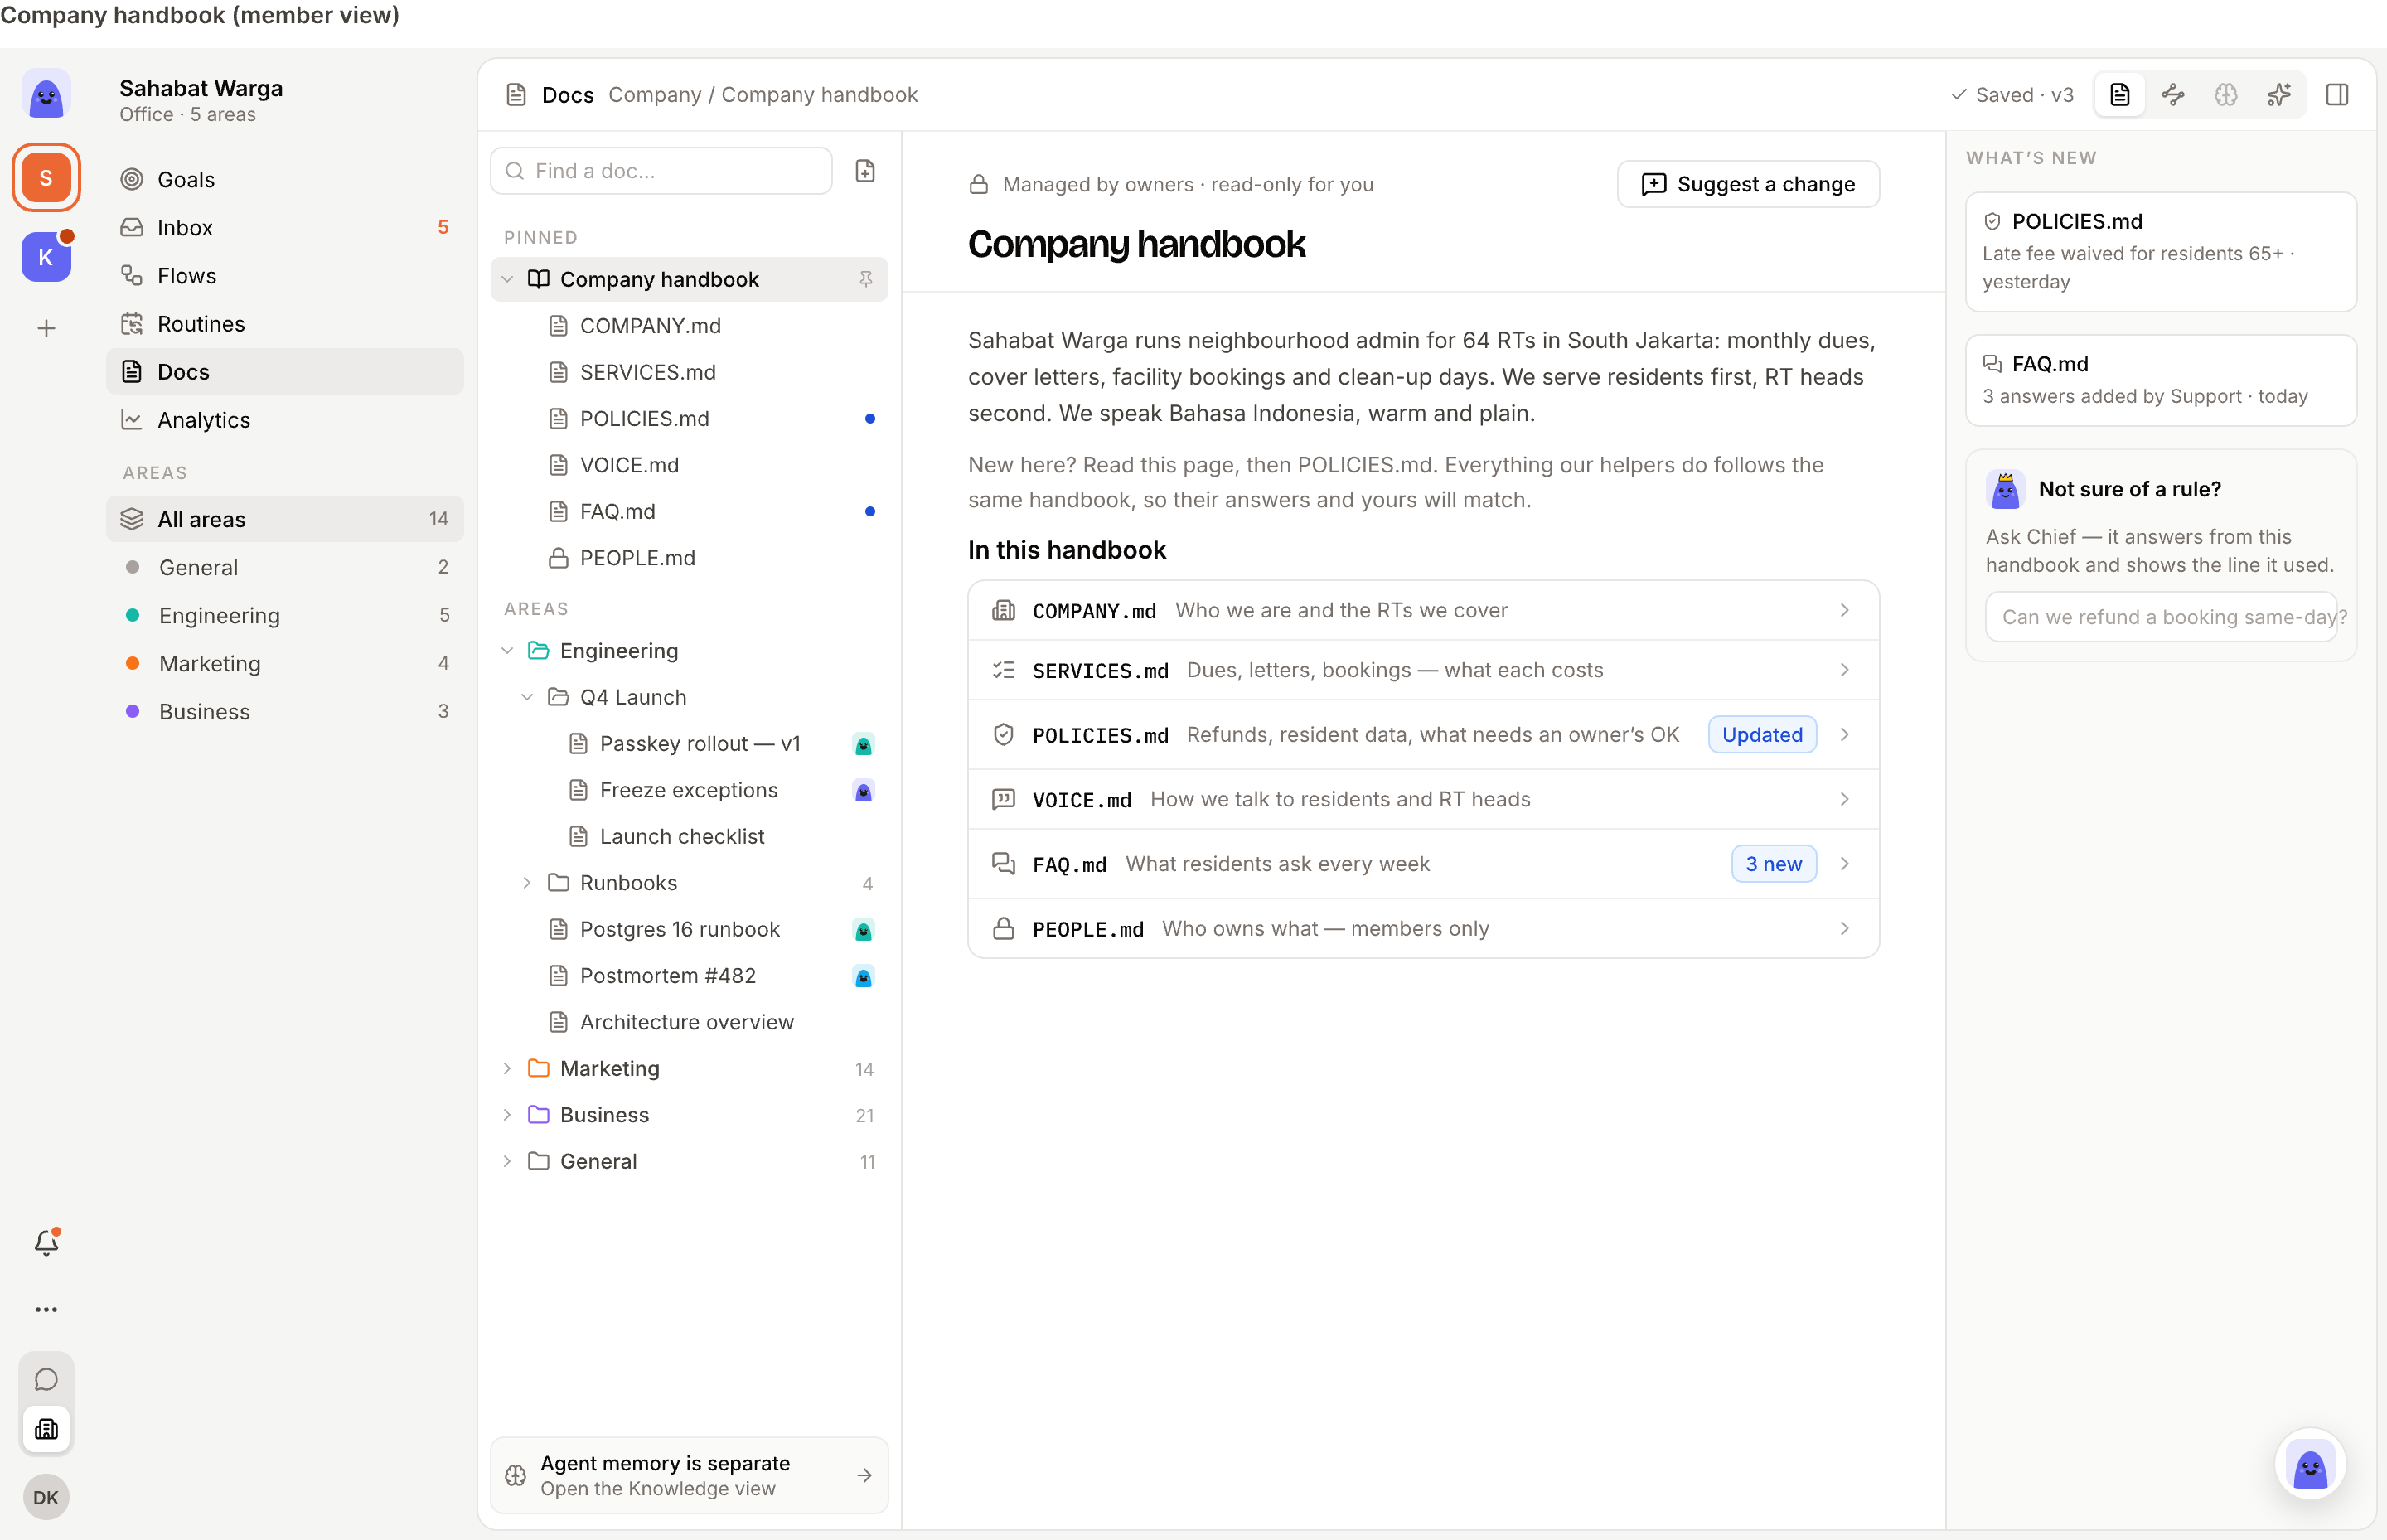 Company handbook (member view)
Sahabat Warga
Office · 5 areas
S
K
Goals
Inbox 5
Flows
Routines
Docs
Analytics
AREAS
All areas 14
General 2
Engineering 5
Marketing 4
Business 3
DK
Docs Company / Company handbook
Saved · v3
Find a doc...
PINNED
Company handbook
COMPANY.md
SERVICES.md
POLICIES.md
VOICE.md
FAQ.md
PEOPLE.md
AREAS
Engineering
Q4 Launch
Passkey rollout — v1
Freeze exceptions
Launch checklist
Runbooks 4
Postgres 16 runbook
Postmortem #482
Architecture overview
Marketing 14
Business 21
General 11
Agent memory is separate
Open the Knowledge view
Managed by owners · read-only for you
Suggest a change
Company handbook
Sahabat Warga runs neighbourhood admin for 64 RTs in South Jakarta: monthly dues,
cover letters, facility bookings and clean-up days. We serve residents first, RT heads
second. We speak Bahasa Indonesia, warm and plain.
New here? Read this page, then POLICIES.md. Everything our helpers do follows the
same handbook, so their answers and yours will match.
In this handbook
COMPANY.md Who we are and the RTs we cover
SERVICES.md Dues, letters, bookings — what each costs
POLICIES.md Refunds, resident data, what needs an owner’s OK Updated
VOICE.md How we talk to residents and RT heads
FAQ.md What residents ask every week 3 new
PEOPLE.md Who owns what — members only
WHAT’S NEW
POLICIES.md
Late fee waived for residents 65+ ·
yesterday
FAQ.md
3 answers added by Support · today
Not sure of a rule?
Ask Chief — it answers from this
handbook and shows the line it used.
Can we refund a booking same-day?